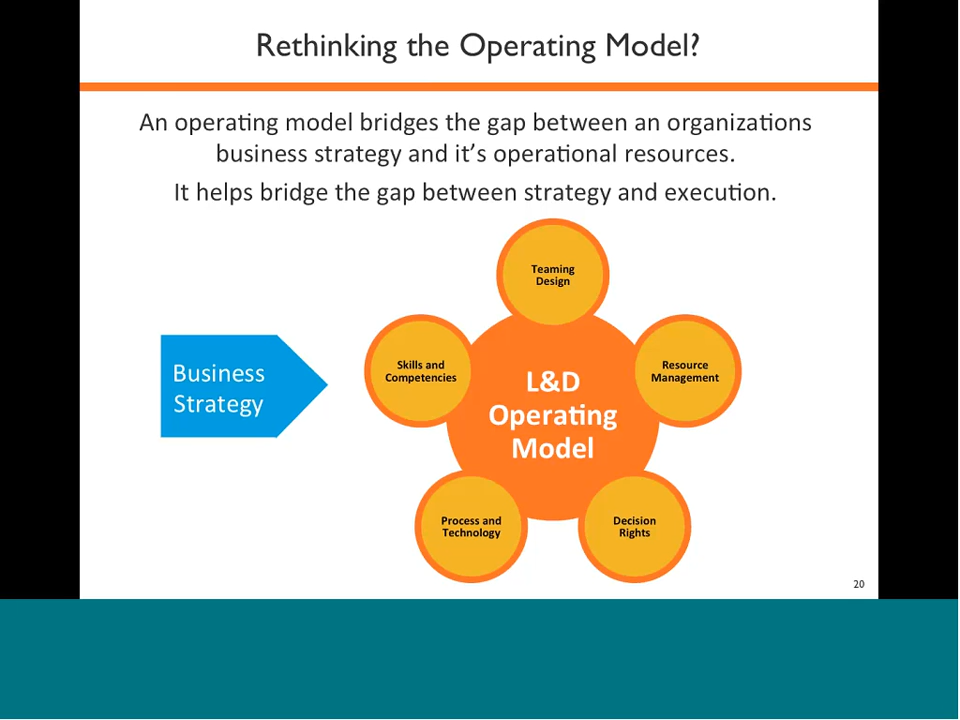 Rethinking the Operating Model?
An operating model bridges the gap between an organizations
business strategy and it's operational resources.
It helps bridge the gap between strategy and execution.
Teaming
Design
Skills and
Competencies
Resource
Management
Business
Strategy
L&D
Operating
Model
Process and
Technology
Decision
Rights
20